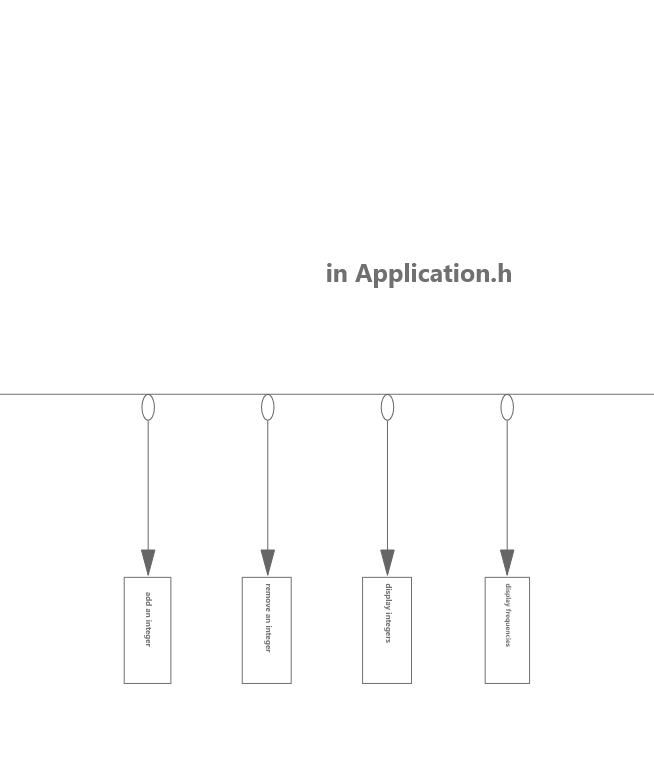 in Application.h
add an integer
remove an integer
display integers
display frequencies